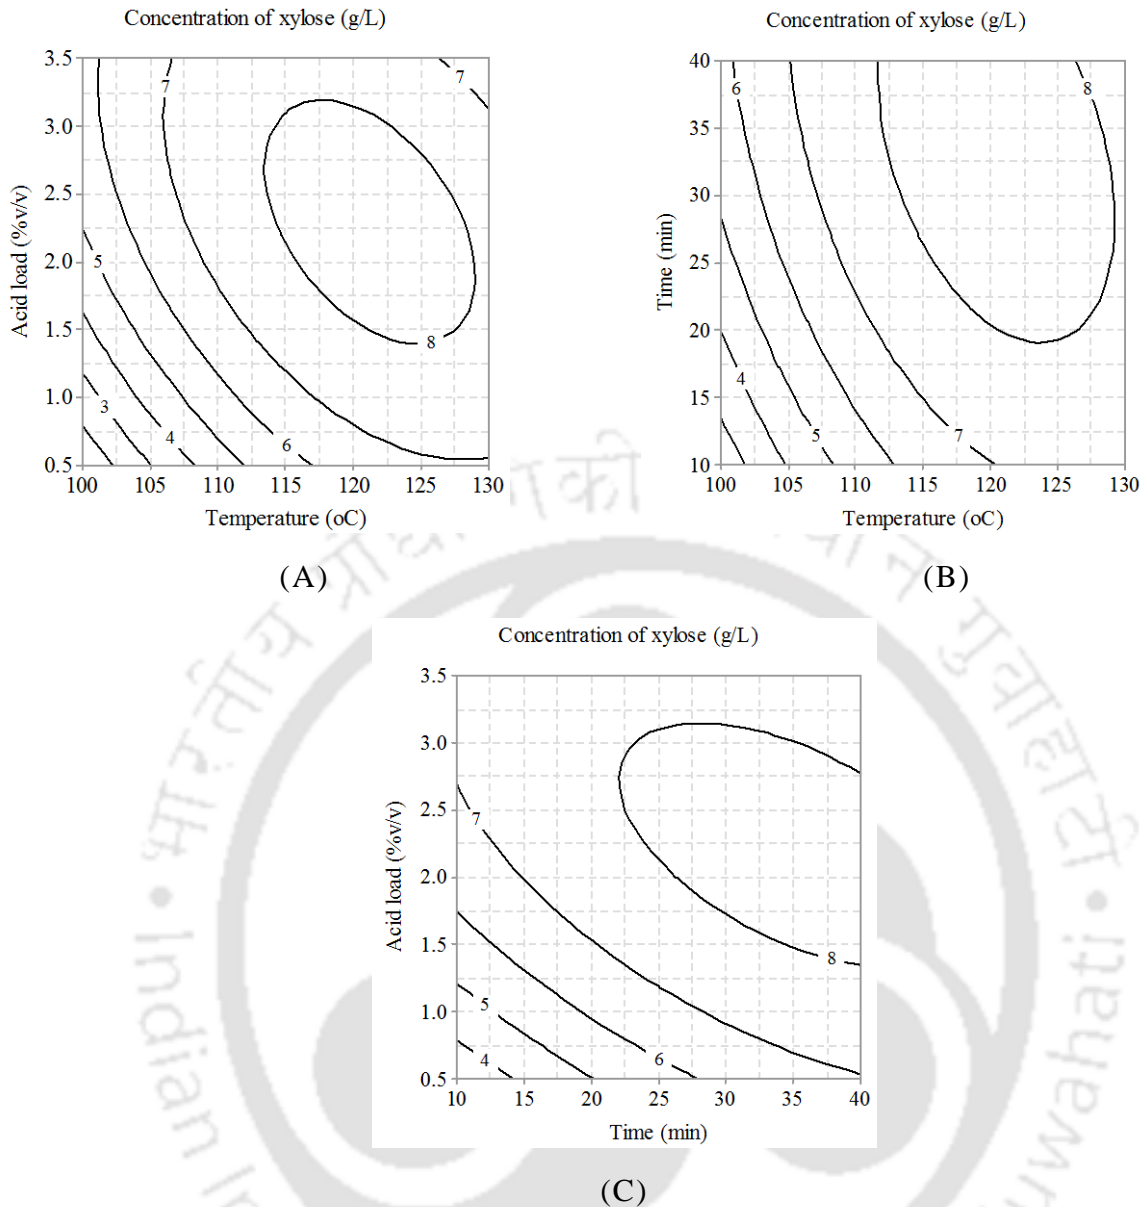 Concentration of xylose (g/L)
3.5
3.0
2.5
2.0
1.5
1.0
0.5
Acid load (%v/v)
7
7
5
8
3
4
6
100 105 110 115 120 125 130
Temperature (oC)
(A)
Concentration of xylose (g/L)
40
35
30
25
20
15
10
Time (min)
6
8
4
5
7
100 105 110 115 120 125 130
Temperature (oC)
(B)
Concentration of xylose (g/L)
3.5
3.0
2.5
2.0
1.5
1.0
0.5
Acid load (%v/v)
7
8
5
4
6
10 15 20 25 30 35 40
Time (min)
(C)
Indian
uwahati